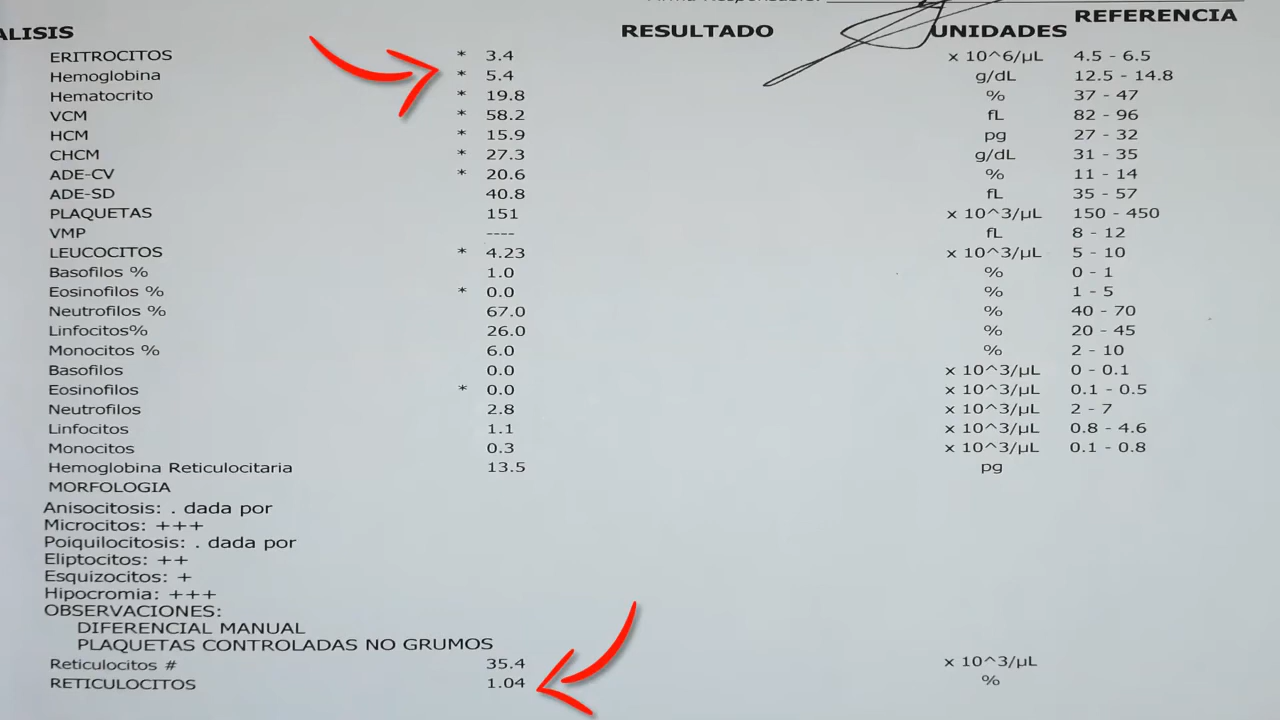 ALISIS RESULTADO UNIDADES REFERENCIA
ERITROCITOS * 3.4 x 10^6/µL 4.5 - 6.5
Hemoglobina * 5.4 g/dL 12.5 - 14.8
Hematocrito * 19.8 % 37 - 47
VCM * 58.2 fL 82 - 96
HCM * 15.9 pg 27 - 32
CHCM * 27.3 g/dL 31 - 35
ADE-CV * 20.6 % 11 - 14
ADE-SD 40.8 fL 35 - 57
PLAQUETAS 151 x 10^3/µL 150 - 450
VMP ---- fL 8 - 12
LEUCOCITOS * 4.23 x 10^3/µL 5 - 10
Basofilos % 1.0 % 0 - 1
Eosinofilos % * 0.0 % 1 - 5
Neutrofilos % 67.0 % 40 - 70
Linfocitos% 26.0 % 20 - 45
Monocitos % 6.0 % 2 - 10
Basofilos 0.0 x 10^3/µL 0 - 0.1
Eosinofilos * 0.0 x 10^3/µL 0.1 - 0.5
Neutrofilos 2.8 x 10^3/µL 2 - 7
Linfocitos 1.1 x 10^3/µL 0.8 - 4.6
Monocitos 0.3 x 10^3/µL 0.1 - 0.8
Hemoglobina Reticulocitaria 13.5 pg
MORFOLOGIA
Anisocitosis: . dada por
Microcitos: +++
Poiquilocitosis: . dada por
Eliptocitos: ++
Esquizocitos: +
Hipocromia: +++
OBSERVACIONES:
DIFERENCIAL MANUAL
PLAQUETAS CONTROLADAS NO GRUMOS
Reticulocitos # 35.4 x 10^3/µL
RETICULOCITOS 1.04 %